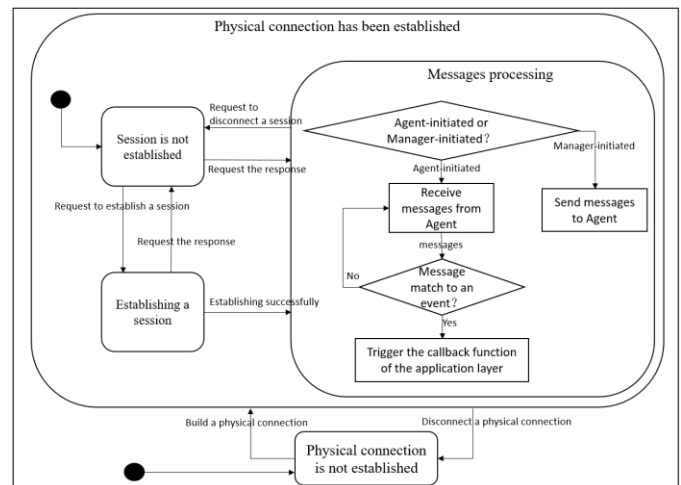 Physical connection has been established
Messages processing
Request to
disconnect a session
Agent-initiated or
Manager-initiated?
Session is not
established
Manager-initiated
Request the response
Agent-initiated
Receive
messages from
Agent
Send messages
to Agent
Request to establish a session
Request the response
messages
No
Message
match to an
event?
Establishing a
session
Establishing successfully
Yes
Trigger the callback function
of the application layer
Build a physical connection
Disconnect a physical connection
Physical connection
is not established